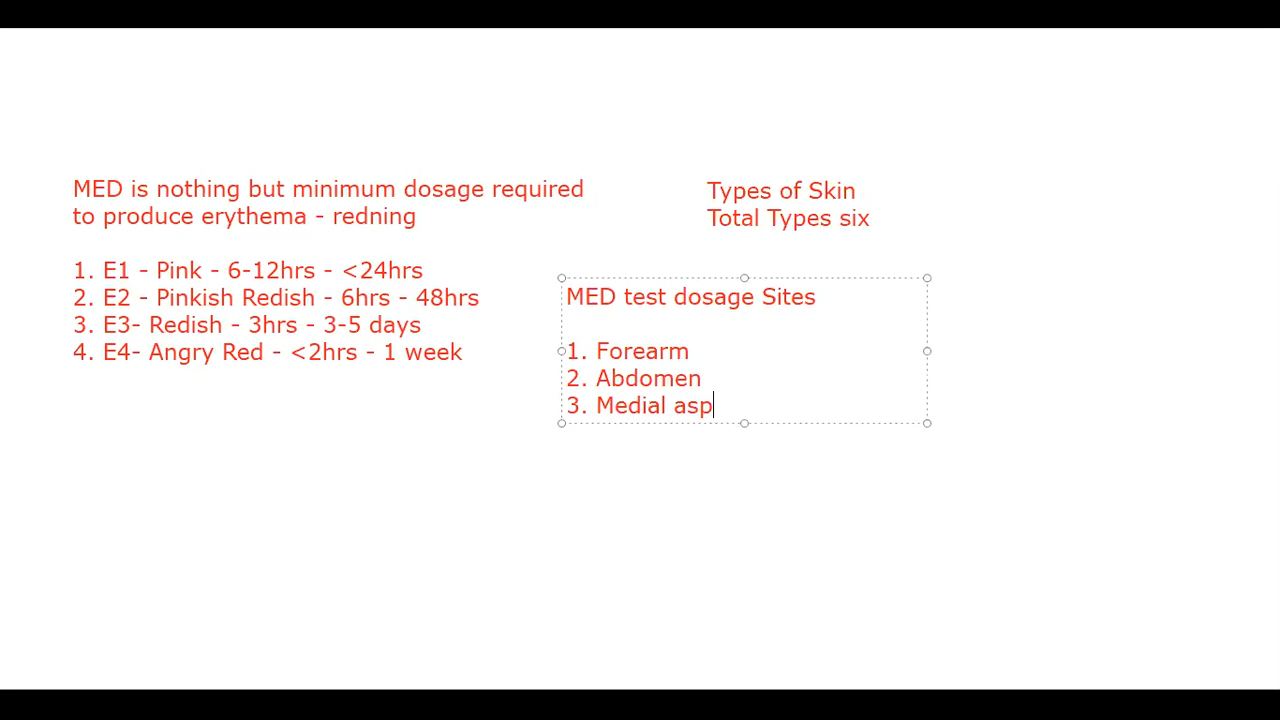 MED is nothing but minimum dosage required
to produce erythema - redning
1. E1 - Pink - 6-12hrs - <24hrs
2. E2 - Pinkish Redish - 6hrs - 48hrs
3. E3- Redish - 3hrs - 3-5 days
4. E4- Angry Red - <2hrs - 1 week
Types of Skin
Total Types six
MED test dosage Sites
1. Forearm
2. Abdomen
3. Medial asp